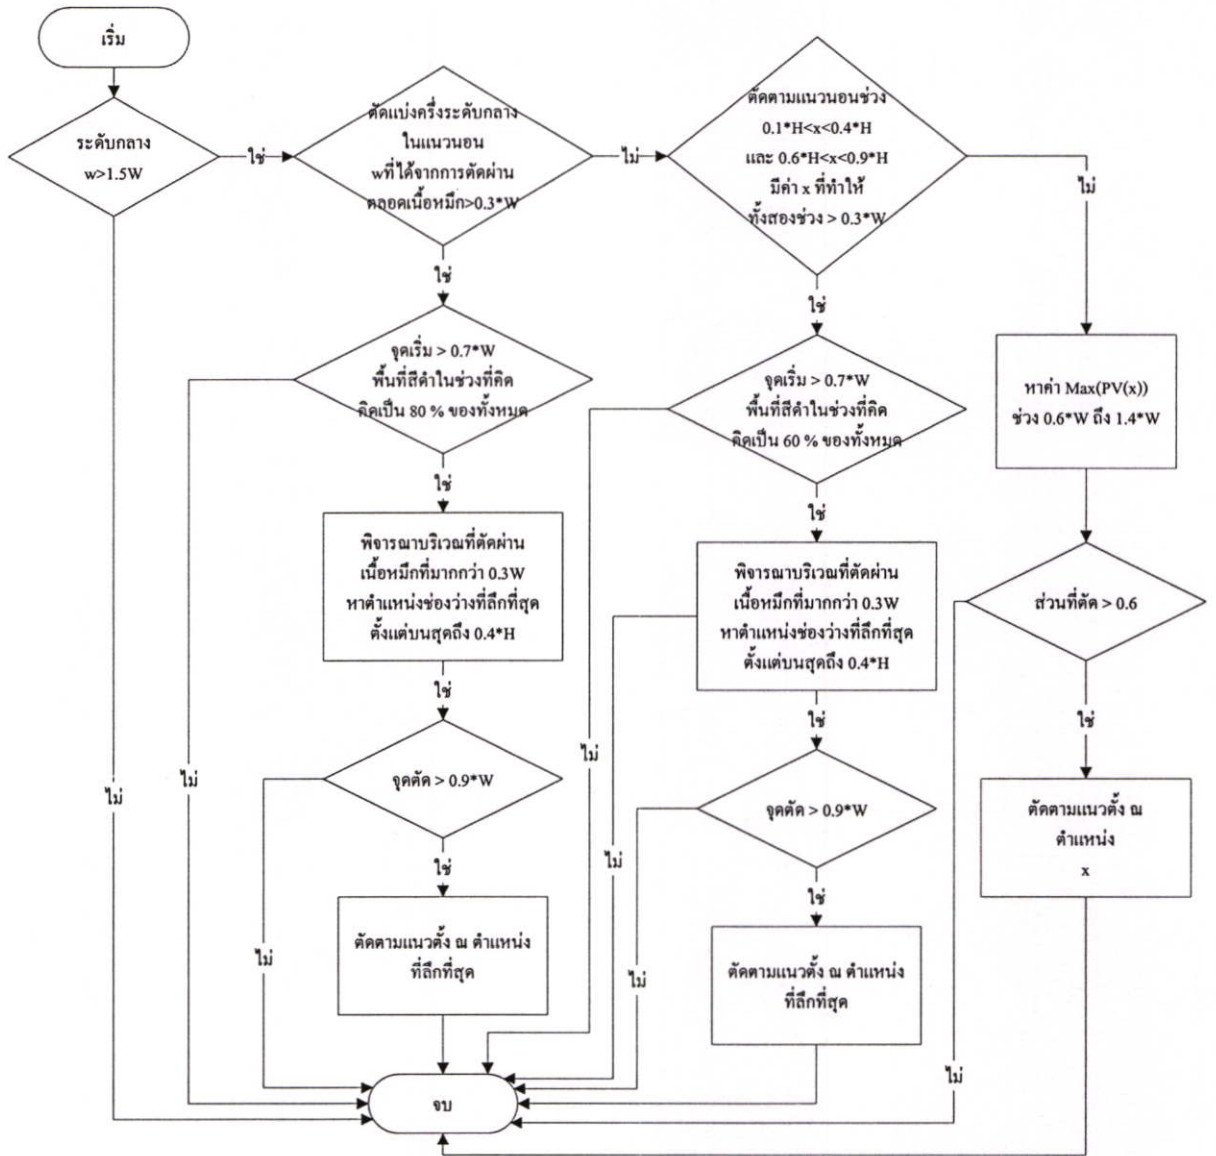 เริ่ม
ระดับกลาง
w>1.5W
ใช่
ไม่
ตัดแบ่งครึ่งระดับกลาง
ในแนวนอน
wที่ได้จากการตัดผ่าน
ตลอดเนื้อหมึก>0.3*W
ไม่
ใช่
จุดเริ่ม > 0.7*W
พื้นที่สีดำในช่วงที่คิด
คิดเป็น 80 % ของทั้งหมด
ไม่
ใช่
พิจารณาบริเวณที่ตัดผ่าน
เนื้อหมึกที่มากกว่า 0.3W
หาตำแหน่งช่องว่างที่ลึกที่สุด
ตั้งแต่บนสุดถึง 0.4*H
ใช่
จุดตัด > 0.9*W
ไม่
ใช่
ตัดตามแนวตั้ง ณ ตำแหน่ง
ที่ลึกที่สุด
ตัดตามแนวนอนช่วง
0.1*H<x<0.4*H
และ 0.6*H<x<0.9*H
มีค่า x ที่ทำให้
ทั้งสองช่วง > 0.3*W
ไม่
ใช่
จุดเริ่ม > 0.7*W
พื้นที่สีดำในช่วงที่คิด
คิดเป็น 60 % ของทั้งหมด
ไม่
ใช่
พิจารณาบริเวณที่ตัดผ่าน
เนื้อหมึกที่มากกว่า 0.3W
หาตำแหน่งช่องว่างที่ลึกที่สุด
ตั้งแต่บนสุดถึง 0.4*H
ไม่
ใช่
จุดตัด > 0.9*W
ไม่
ใช่
ตัดตามแนวตั้ง ณ ตำแหน่ง
ที่ลึกที่สุด
หาค่า Max(PV(x))
ช่วง 0.6*W ถึง 1.4*W
ส่วนที่ตัด > 0.6
ไม่
ใช่
ตัดตามแนวตั้ง ณ
ตำแหน่ง
x
จบ